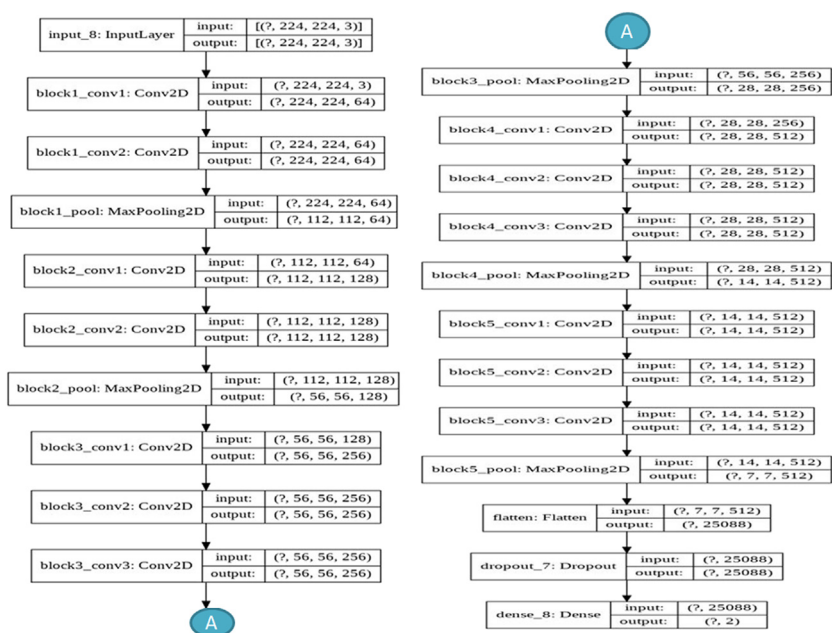 input_8: InputLayer input: [(?, 224, 224, 3)]
output: [(?, 224, 224, 3)]
block1_conv1: Conv2D input: (?, 224, 224, 3)
output: (?, 224, 224, 64)
block1_conv2: Conv2D input: (?, 224, 224, 64)
output: (?, 224, 224, 64)
block1_pool: MaxPooling2D input: (?, 224, 224, 64)
output: (?, 112, 112, 64)
block2_conv1: Conv2D input: (?, 112, 112, 64)
output: (?, 112, 112, 128)
block2_conv2: Conv2D input: (?, 112, 112, 128)
output: (?, 112, 112, 128)
block2_pool: MaxPooling2D input: (?, 112, 112, 128)
output: (?, 56, 56, 128)
block3_conv1: Conv2D input: (?, 56, 56, 128)
output: (?, 56, 56, 256)
block3_conv2: Conv2D input: (?, 56, 56, 256)
output: (?, 56, 56, 256)
block3_conv3: Conv2D input: (?, 56, 56, 256)
output: (?, 56, 56, 256)
A
A
block3_pool: MaxPooling2D input: (?, 56, 56, 256)
output: (?, 28, 28, 256)
block4_conv1: Conv2D input: (?, 28, 28, 256)
output: (?, 28, 28, 512)
block4_conv2: Conv2D input: (?, 28, 28, 512)
output: (?, 28, 28, 512)
block4_conv3: Conv2D input: (?, 28, 28, 512)
output: (?, 28, 28, 512)
block4_pool: MaxPooling2D input: (?, 28, 28, 512)
output: (?, 14, 14, 512)
block5_conv1: Conv2D input: (?, 14, 14, 512)
output: (?, 14, 14, 512)
block5_conv2: Conv2D input: (?, 14, 14, 512)
output: (?, 14, 14, 512)
block5_conv3: Conv2D input: (?, 14, 14, 512)
output: (?, 14, 14, 512)
block5_pool: MaxPooling2D input: (?, 14, 14, 512)
output: (?, 7, 7, 512)
flatten: Flatten input: (?, 7, 7, 512)
output: (?, 25088)
dropout_7: Dropout input: (?, 25088)
output: (?, 25088)
dense_8: Dense input: (?, 25088)
output: (?, 2)